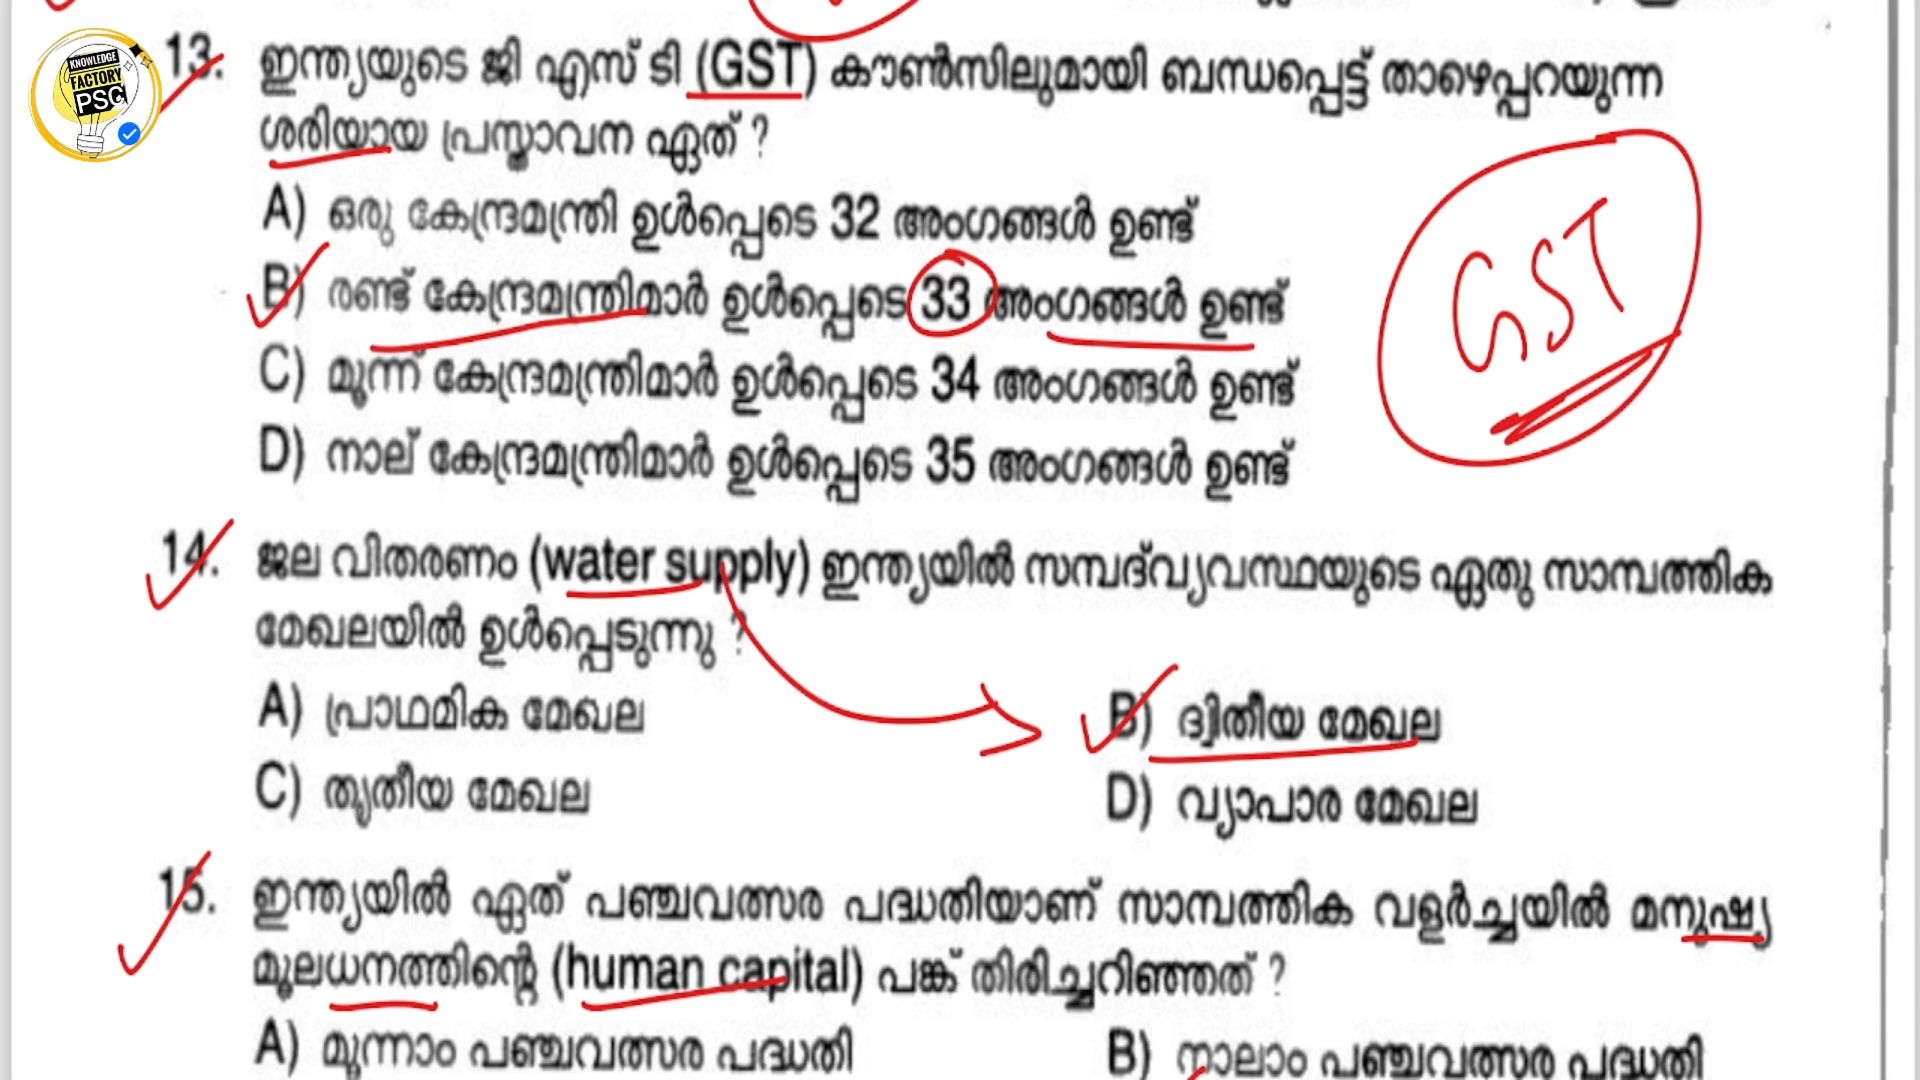 KNOWLEDGE
FACTORY
PSC
13. ഇന്ത്യയുടെ ജി എസ് ടി (GST) കൗൺസിലുമായി ബന്ധപ്പെട്ട് താഴെപ്പറയുന്ന
ശരിയായ പ്രസ്താവന ഏത് ?
A) ഒരു കേന്ദ്രമന്ത്രി ഉൾപ്പെടെ 32 അംഗങ്ങൾ ഉണ്ട്
B) രണ്ട് കേന്ദ്രമന്ത്രിമാർ ഉൾപ്പെടെ 33 അംഗങ്ങൾ ഉണ്ട്
GST
C) മൂന്ന് കേന്ദ്രമന്ത്രിമാർ ഉൾപ്പെടെ 34 അംഗങ്ങൾ ഉണ്ട്
D) നാല് കേന്ദ്രമന്ത്രിമാർ ഉൾപ്പെടെ 35 അംഗങ്ങൾ ഉണ്ട്
14. ജല വിതരണം (water supply) ഇന്ത്യയിൽ സമ്പദ്‌വ്യവസ്ഥയുടെ ഏതു സാമ്പത്തിക
മേഖലയിൽ ഉൾപ്പെടുന്നു ?
A) പ്രാഥമിക മേഖല B) ദ്വിതീയ മേഖല
C) തൃതീയ മേഖല D) വ്യാപാര മേഖല
15. ഇന്ത്യയിൽ ഏത് പഞ്ചവത്സര പദ്ധതിയാണ് സാമ്പത്തിക വളർച്ചയിൽ മനുഷ്യ
മൂലധനത്തിന്റെ (human capital) പങ്ക് തിരിച്ചറിഞ്ഞത് ?
A) മൂന്നാം പഞ്ചവത്സര പദ്ധതി B) നാലാം പഞ്ചവത്സര പദ്ധതി